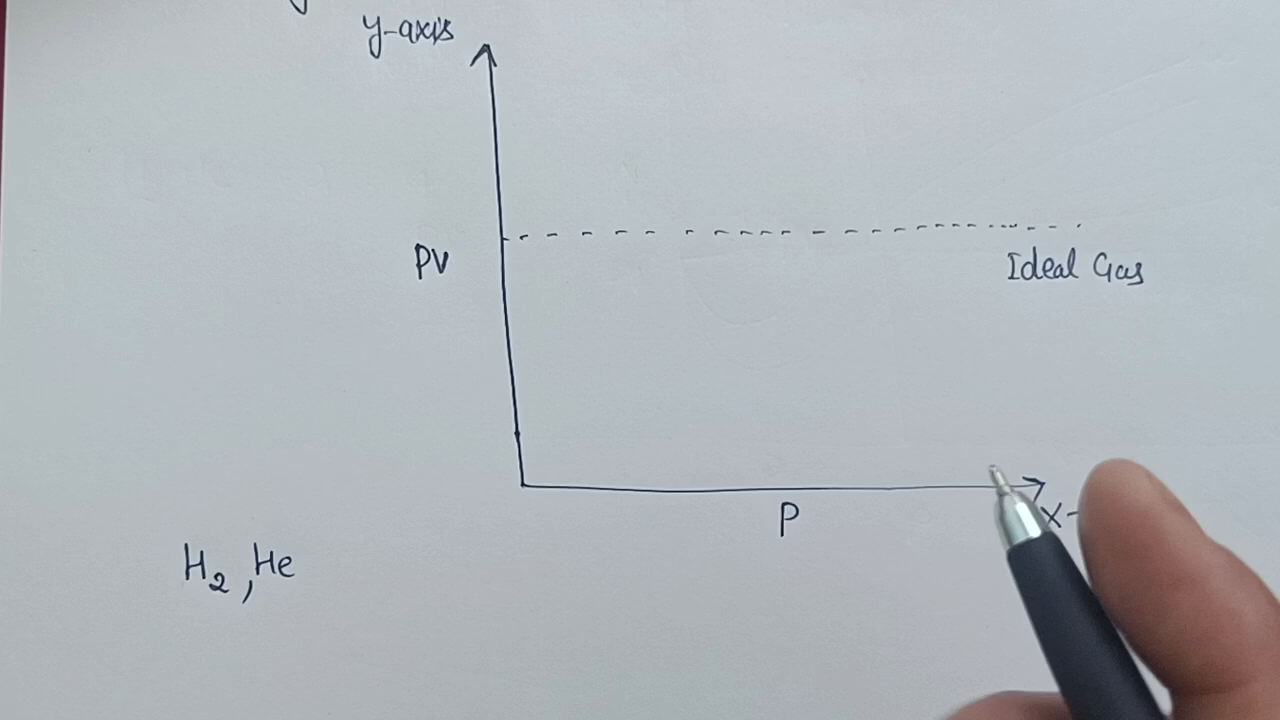 y-axis
PV
Ideal Gas
P
X-
H2, He